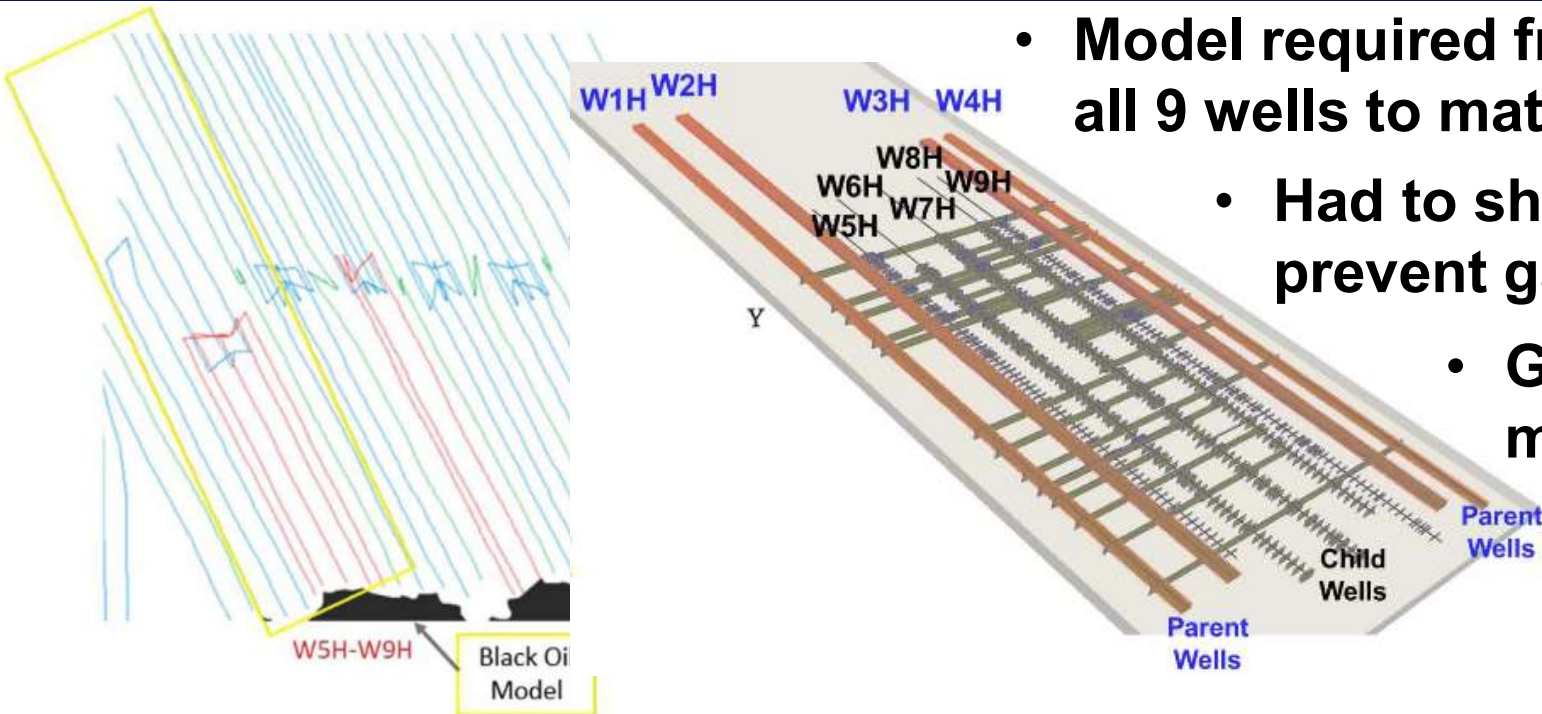 • Model required fr
all 9 wells to mat
• Had to sh
prevent g
• G
m
W1H W2H W3H W4H
W8H
W6H W9H
W7H
W5H
Y
Parent
Wells
Child
Wells
Parent
Wells
W5H-W9H
Black Oil
Model